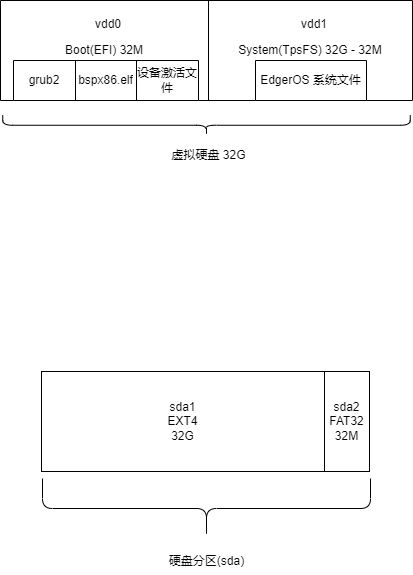 vdd0
vdd1
Boot(EFI) 32M
System(TpsFS) 32G - 32M
grub2
bspx86.elf
设备激活文
件
EdgerOS 系统文件
虚拟硬盘 32G
sda1
EXT4
32G
sda2
FAT32
32M
硬盘分区(sda)